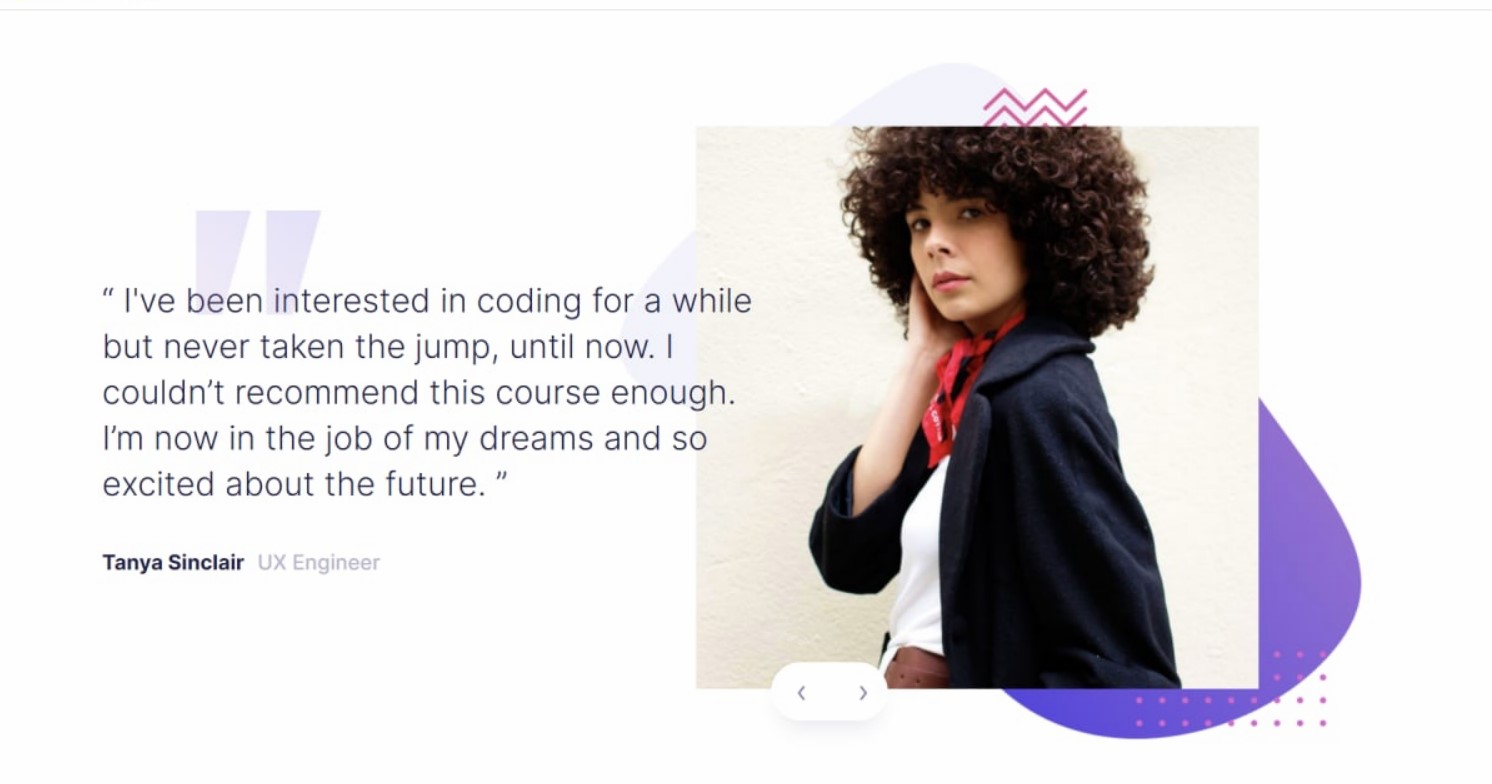 “ I've been interested in coding for a while
but never taken the jump, until now. I
couldn’t recommend this course enough.
I’m now in the job of my dreams and so
excited about the future. ”
Tanya Sinclair UX Engineer